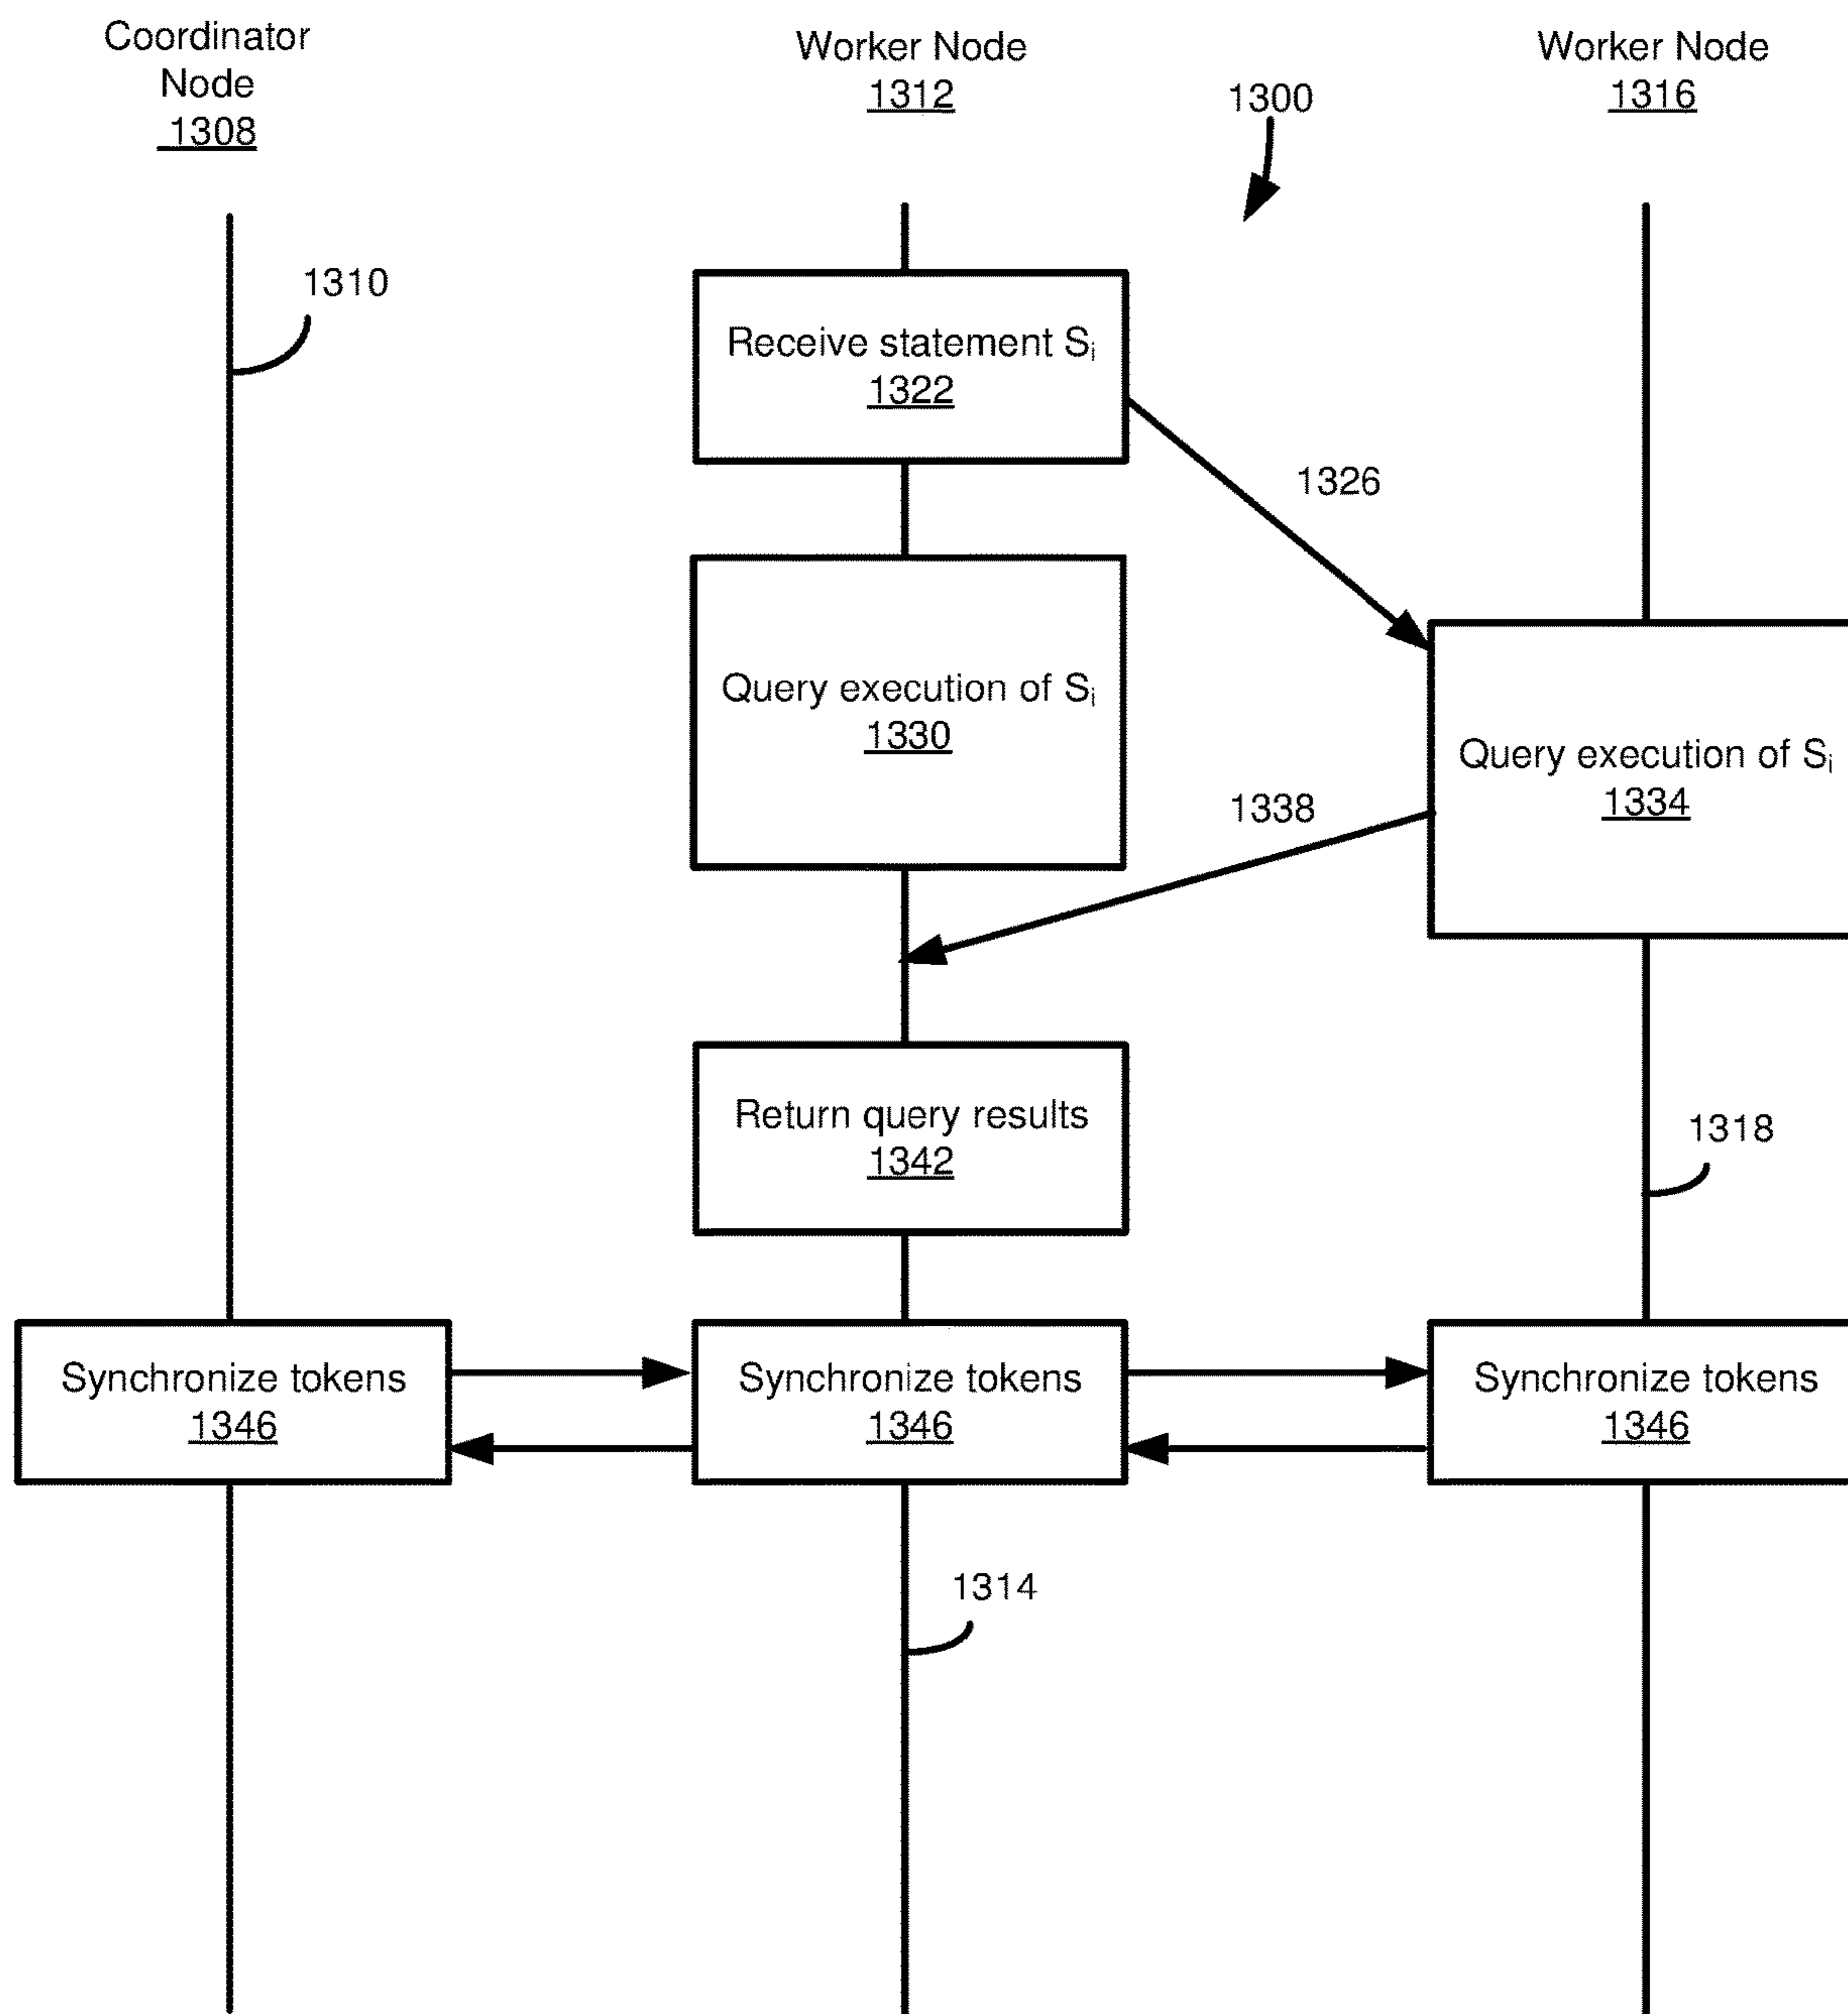 Coordinator
Node
1308
Worker Node
1312
1300
Worker Node
1316
1310
Receive statement Si
1322
1326
Query execution of Si
1330
Query execution of Si
1334
1338
Return query results
1342
1318
Synchronize tokens
1346
Synchronize tokens
1346
Synchronize tokens
1346
1314